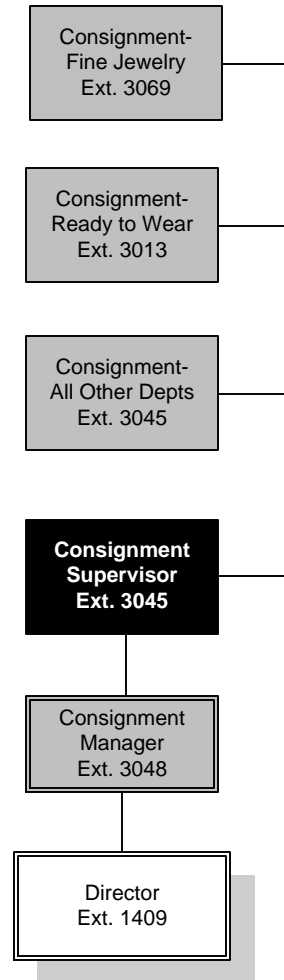 Consignment-
Fine Jewelry
Ext. 3069
Consignment-
Ready to Wear
Ext. 3013
Consignment-
All Other Depts
Ext. 3045
Consignment
Supervisor
Ext. 3045
Consignment
Manager
Ext. 3048
Director
Ext. 1409